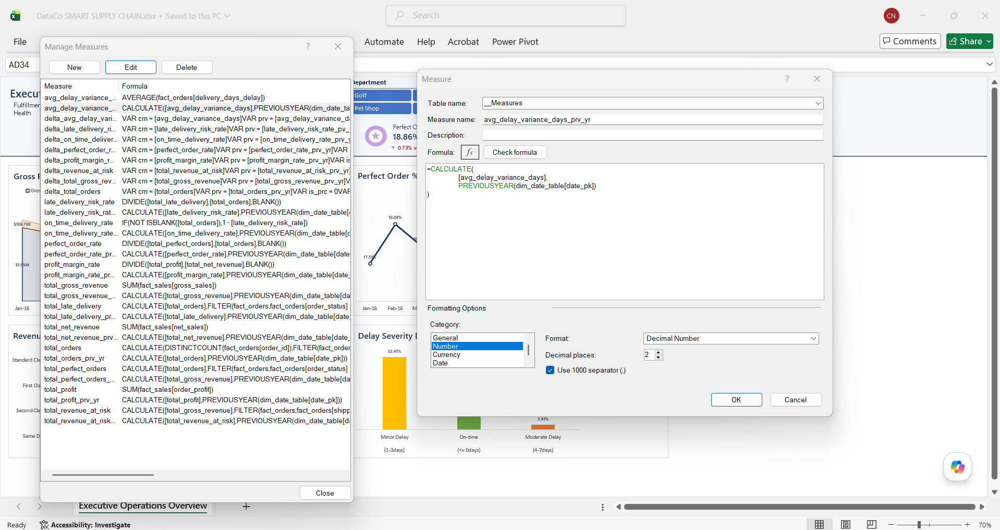 DataCo SMART SUPPLY CHAIN.xlsx • Saved to this PC
Search
CN
File
Automate
Help
Acrobat
Power Pivot
Comments
Share
AD34
Manage Measures
?
New
Edit
Delete
Measure
Formula
avg_delay_variance_... AVERAGE(fact_orders[delivery_days_delay])
avg_delay_variance_... CALCULATE([avg_delay_variance_days],PREVIOUSYEAR(dim_date_ta
delta_avg_delay_vari... VAR crn = [avg_delay_variance_days]VAR prv = [avg_delay_variance_d
delta_late_delivery_ri... VAR crn = [late_delivery_risk_rate]VAR prv = [late_delivery_risk_rate_pv_
delta_on_time_deliver... VAR crn = [on_time_delivery_rate]VAR prv = [on_time_delivery_rate_prv_y
delta_perfect_order_r... VAR crn = [perfect_order_rate]VAR prv = [perfect_order_rate_prv_yr]VAR
delta_profit_margin_r... VAR crn = [profit_margin_rate]VAR prv = [profit_margin_rate_prv_yr]VAR is
delta_revenue_at_risk VAR crn = [total_revenue_at_risk]VAR prv = [total_revenue_at_risk_prv_yr]
delta_total_gross_rev... VAR crn = [total_gross_revenue]VAR prv = [total_gross_revenue_prv_yr]V
delta_total_orders VAR crn = [total_orders]VAR prv = [total_orders_prv_yr]VAR is_prc = 0VAR
late_delivery_risk_rate DIVIDE([total_late_delivery],[total_orders],BLANK())
late_delivery_risk_rat... CALCULATE([late_delivery_risk_rate],PREVIOUSYEAR(dim_date_table[
on_time_delivery_rate IF(NOT ISBLANK([total_orders]),1 - [late_delivery_risk_rate])
on_time_delivery_rate... CALCULATE([on_time_delivery_rate],PREVIOUSYEAR(dim_date_table[c
perfect_order_rate DIVIDE([total_perfect_orders],[total_orders],BLANK())
perfect_order_rate_pr... CALCULATE([perfect_order_rate],PREVIOUSYEAR(dim_date_table[date
profit_margin_rate DIVIDE([total_profit],[total_net_revenue],BLANK())
profit_margin_rate_pr... CALCULATE([profit_margin_rate],PREVIOUSYEAR(dim_date_table[date_
total_gross_revenue SUM(fact_sales[gross_sales])
total_gross_revenue_... CALCULATE([total_gross_revenue],PREVIOUSYEAR(dim_date_table[da
total_late_delivery CALCULATE([total_orders],FILTER(fact_orders,fact_orders[order_status]
total_late_delivery_pr... CALCULATE([total_late_delivery],PREVIOUSYEAR(dim_date_table[date_
total_net_revenue SUM(fact_sales[net_sales])
total_net_revenue_prv... CALCULATE([total_net_revenue],PREVIOUSYEAR(dim_date_table[date_
total_orders CALCULATE(DISTINCTCOUNT(fact_orders[order_id]),FILTER(fact_order
total_orders_prv_yr CALCULATE([total_orders],PREVIOUSYEAR(dim_date_table[date_pk]))
total_perfect_orders CALCULATE([total_orders],FILTER(fact_orders,fact_orders[order_status]
total_perfect_orders_... CALCULATE([total_gross_revenue],PREVIOUSYEAR(dim_date_table[da
total_profit SUM(fact_sales[order_profit])
total_profit_prv_yr CALCULATE([total_profit],PREVIOUSYEAR(dim_date_table[date_pk]))
total_revenue_at_risk CALCULATE([total_gross_revenue],FILTER(fact_orders,fact_orders[shipp
total_revenue_at_risk... CALCULATE([total_revenue_at_risk],PREVIOUSYEAR(dim_date_table[d
Close
Execu
Fulfillmen
Health
Gross
Gros
$106.78K
$1.05M
Jan-16
Revenu
Standard Cla
First Cla
Second Cla
Same D
Department
Golf
Pet Shop
Perfect O
18.86%
0.73% v
Perfect Order %
19.08%
17.51%
Jan-16
Feb-16
M
Delay Severity
53.41%
3.91%
Minor Delay
On-time
Moderate Delay
(1-3days)
(<= 0days)
(4-7days)
Measure
?
Table name:
__Measures
Measure name:
avg_delay_variance_days_prv_yr
Description:
Formula:
fx
Check formula
=CALCULATE(
[avg_delay_variance_days],
PREVIOUSYEAR(dim_date_table[date_pk])
)
Formatting Options
Category:
General
Number
Currency
Date
Format:
Decimal Number
Decimal places:
2
Use 1000 separator (,)
OK
Cancel
Executive Operations Overview
Ready
Accessibility: Investigate
70%